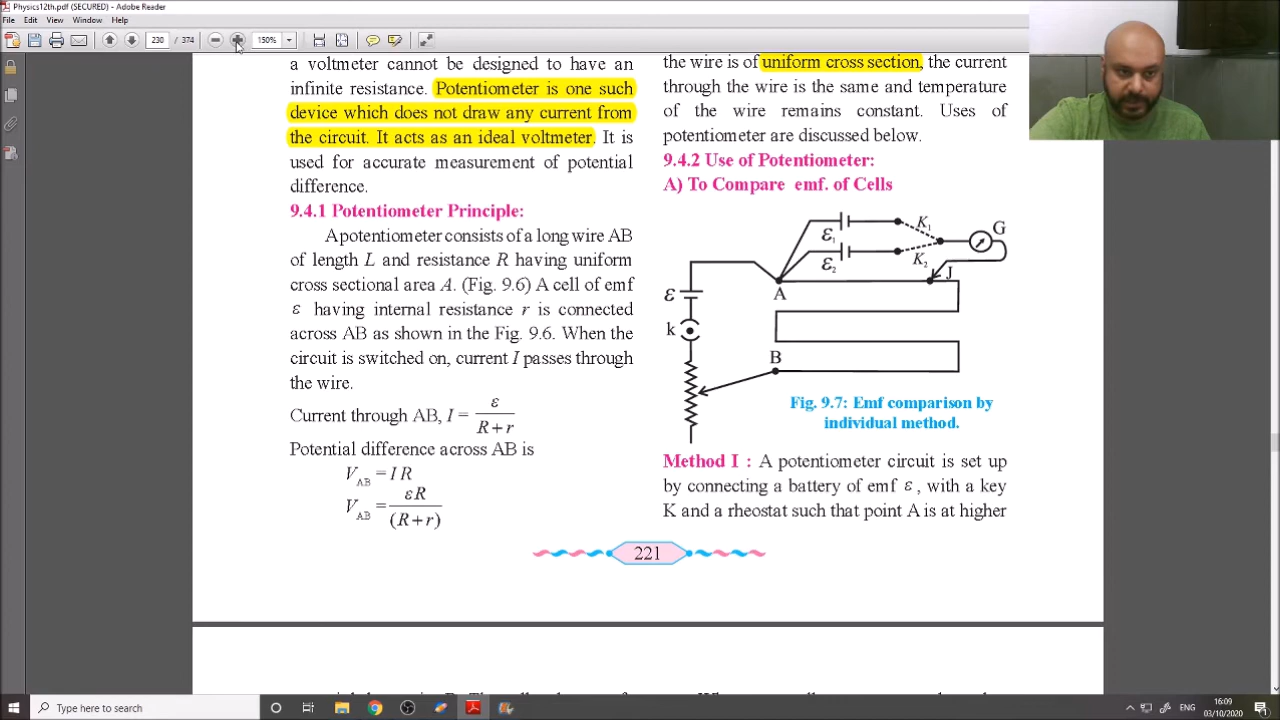 Physics12th.pdf (SECURED) - Adobe Reader
File Edit View Window Help
230 / 374 150%
a voltmeter cannot be designed to have an
infinite resistance. Potentiometer is one such
device which does not draw any current from
the circuit. It acts as an ideal voltmeter. It is
used for accurate measurement of potential
difference.
9.4.1 Potentiometer Principle:
A potentiometer consists of a long wire AB
of length L and resistance R having uniform
cross sectional area A. (Fig. 9.6) A cell of emf
ε having internal resistance r is connected
across AB as shown in the Fig. 9.6. When the
circuit is switched on, current I passes through
the wire.
Current through AB, I = ε / R+r
Potential difference across AB is
V_AB = I R
V_AB = εR / (R+r)
the wire is of uniform cross section, the current
through the wire is the same and temperature
of the wire remains constant. Uses of
potentiometer are discussed below.
9.4.2 Use of Potentiometer:
A) To Compare emf. of Cells
ε₁ K₁ G
ε₂ K₂ J
A
ε
k
B
Fig. 9.7: Emf comparison by
individual method.
Method I : A potentiometer circuit is set up
by connecting a battery of emf ε, with a key
K and a rheostat such that point A is at higher
221
Type here to search
ENG
16:09
03/10/2020
1